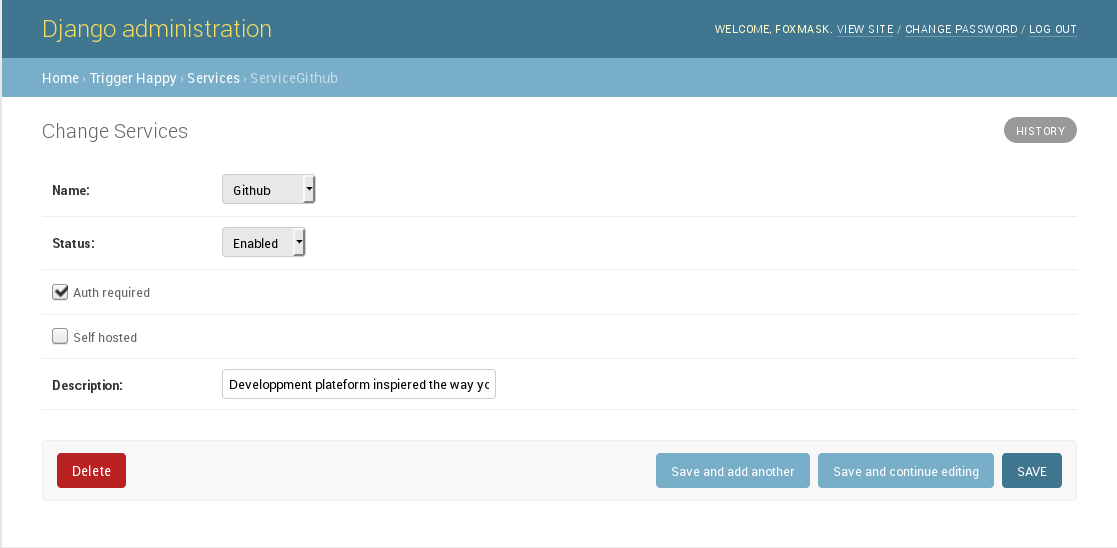 Django administration
WELCOME, FOXMASK. VIEW SITE / CHANGE PASSWORD / LOG OUT
Home › Trigger Happy › Services › ServiceGithub
Change Services
HISTORY
Name: Github
Status: Enabled
Auth required
Self hosted
Description: Developpment plateform inspiered the way yo
Delete
Save and add another
Save and continue editing
SAVE